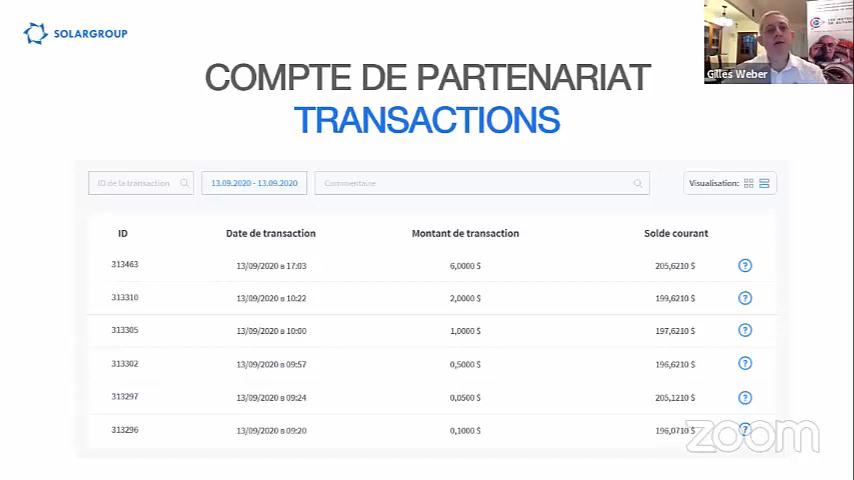 SOLARGROUP
Gilles Weber
COMPTE DE PARTENARIAT
TRANSACTIONS
ID de la transaction
13.09.2020 - 13.09.2020
Commentaire
Visualisation:
ID Date de transaction Montant de transaction Solde courant
313463 13/09/2020 в 17:03 6,0000 $ 205,6210 $ ?
313310 13/09/2020 в 10:22 2,0000 $ 199,6210 $ ?
313305 13/09/2020 в 10:00 1,0000 $ 197,6210 $ ?
313302 13/09/2020 в 09:57 0,5000 $ 196,6210 $ ?
313297 13/09/2020 в 09:24 0,0500 $ 205,1210 $ ?
313296 13/09/2020 в 09:20 0,1000 $ 196,0710 $ ?
zoom